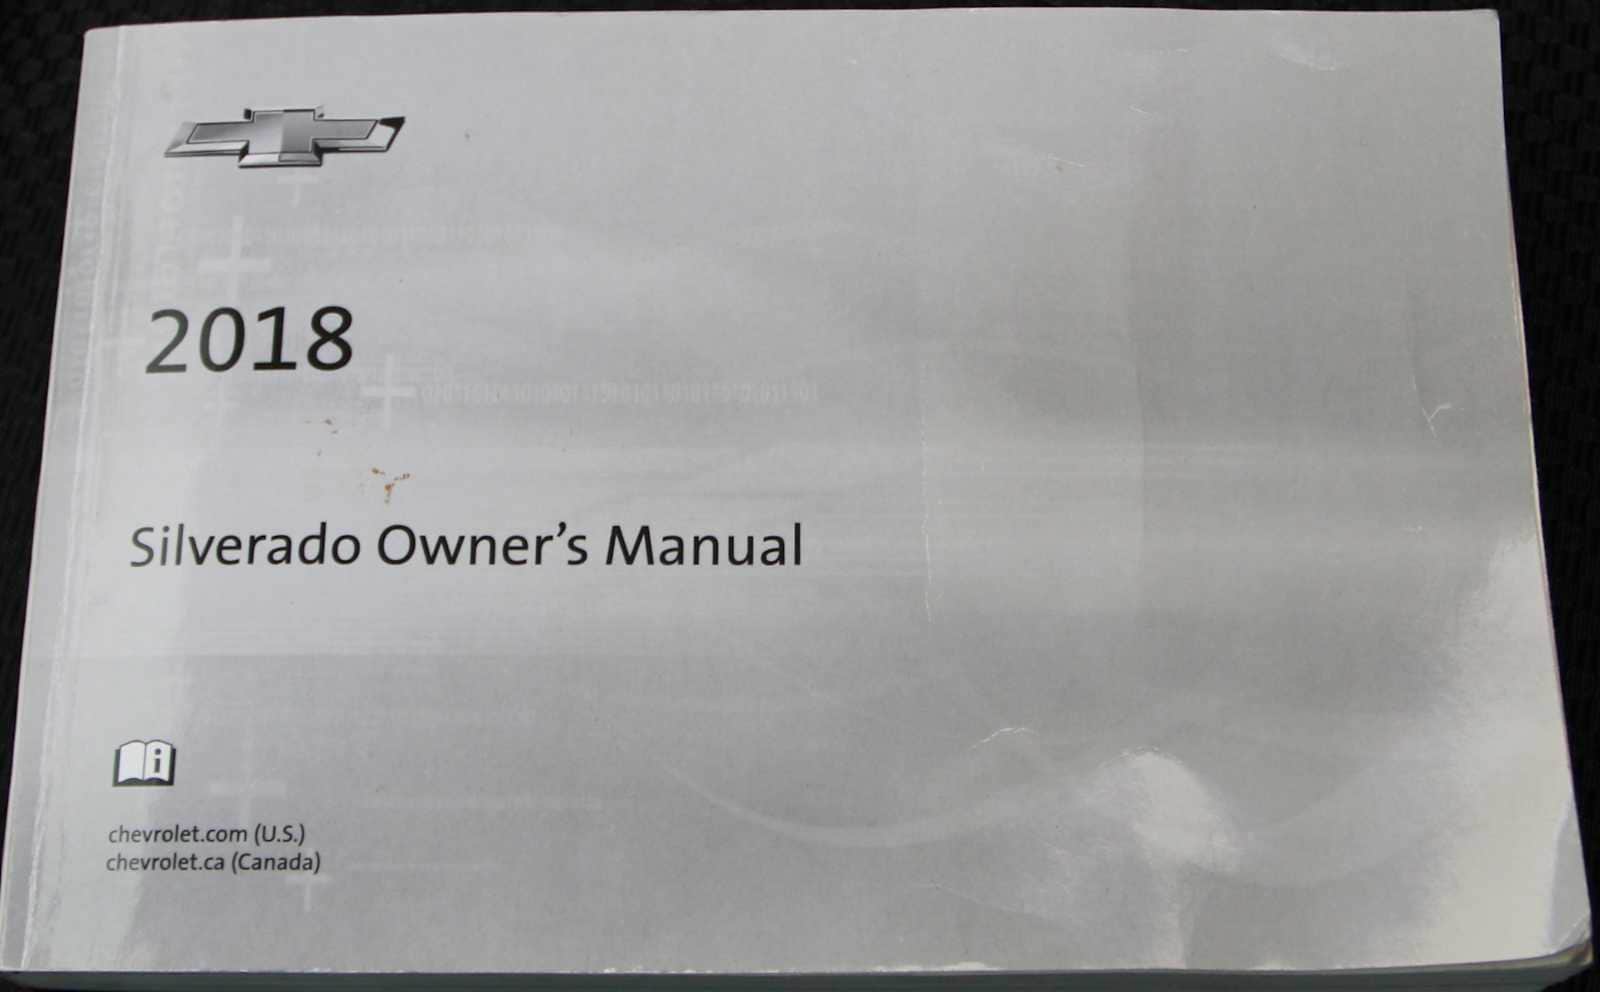 2018
Silverado Owner's Manual
i
chevrolet.com (U.S.)
chevrolet.ca (Canada)